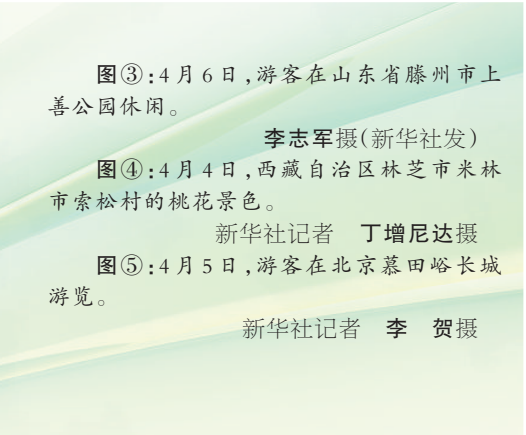 图③:4月6日,游客在山东省滕州市上
善公园休闲。
李志军摄(新华社发)
图④:4月4日,西藏自治区林芝市米林
市索松村的桃花景色。
新华社记者　丁增尼达摄
图⑤:4月5日,游客在北京慕田峪长城
游览。
新华社记者　李　贺摄